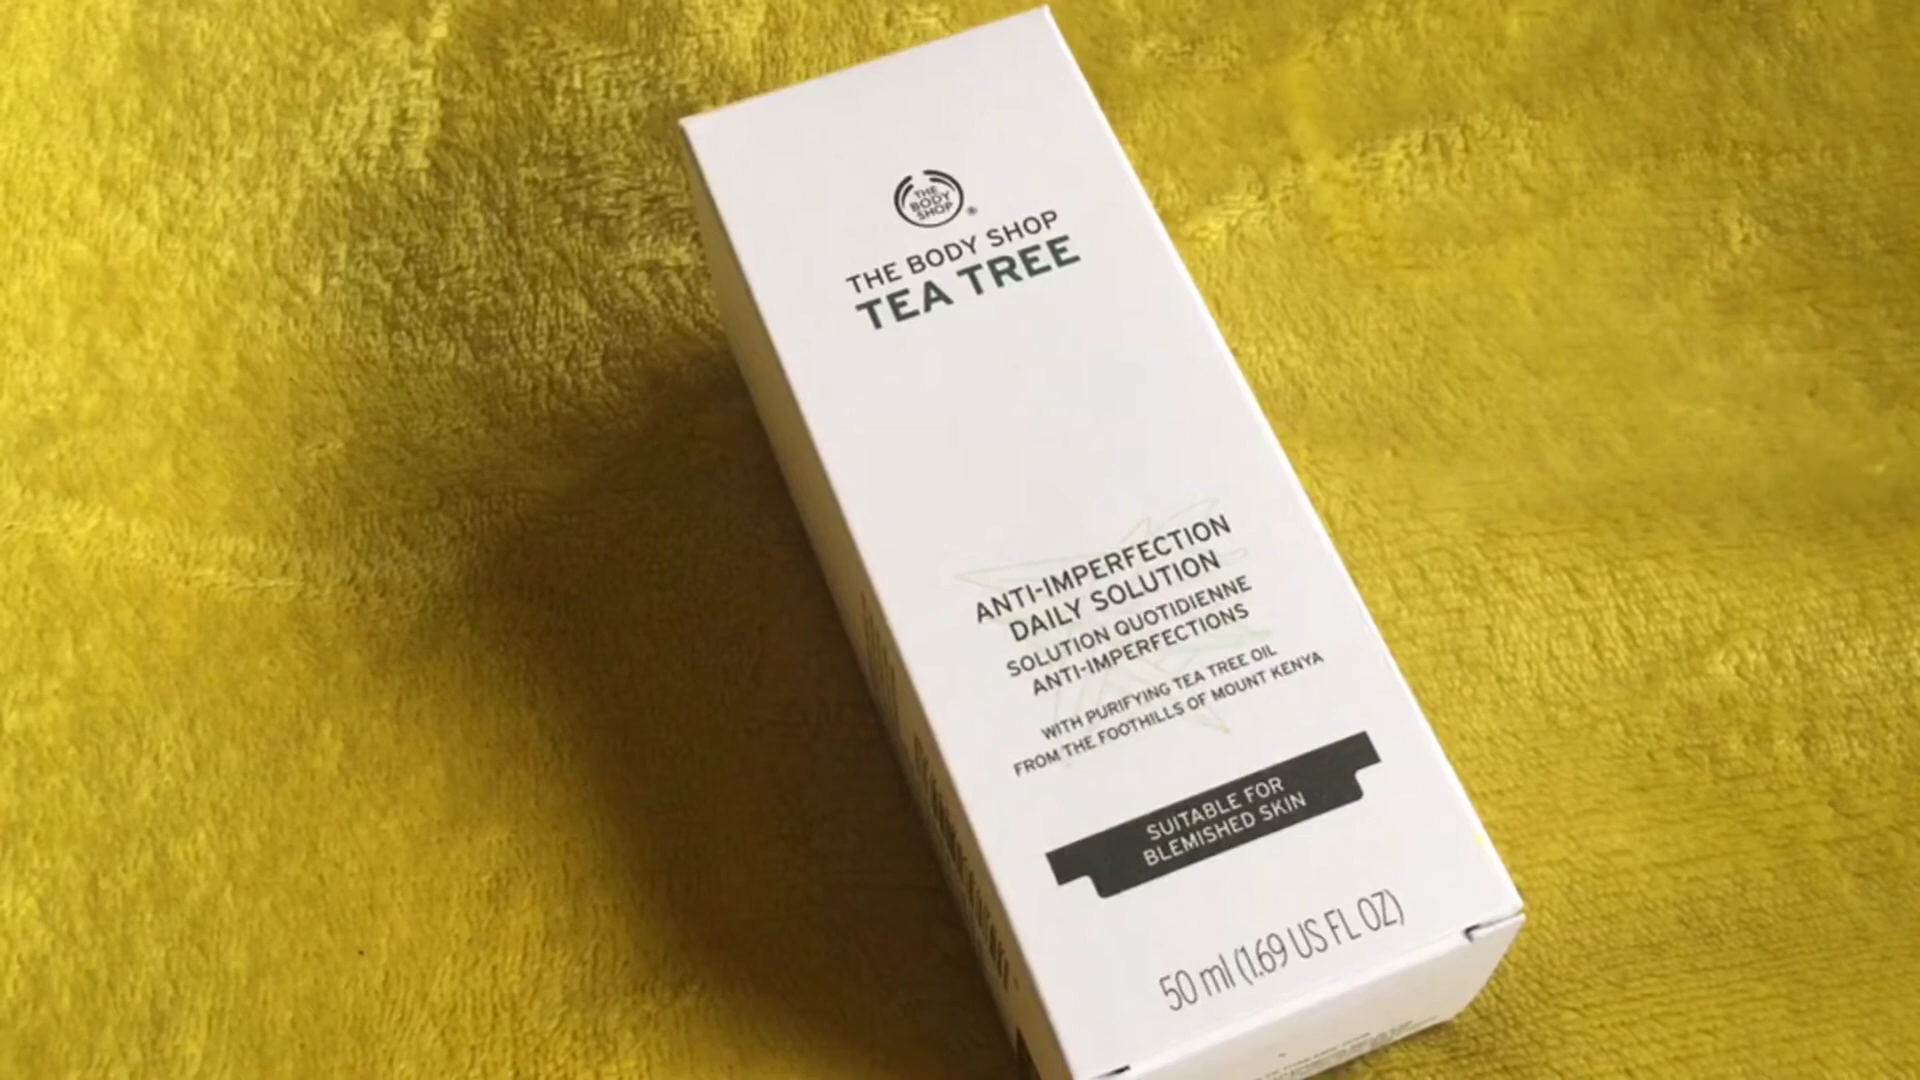 THE
BODY
SHOP
®
THE BODY SHOP
TEA TREE
ANTI-IMPERFECTION
DAILY SOLUTION
SOLUTION QUOTIDIENNE
ANTI-IMPERFECTIONS
WITH PURIFYING TEA TREE OIL
FROM THE FOOTHILLS OF MOUNT KENYA
SUITABLE FOR
BLEMISHED SKIN
50 ml (1.69 US FL OZ)